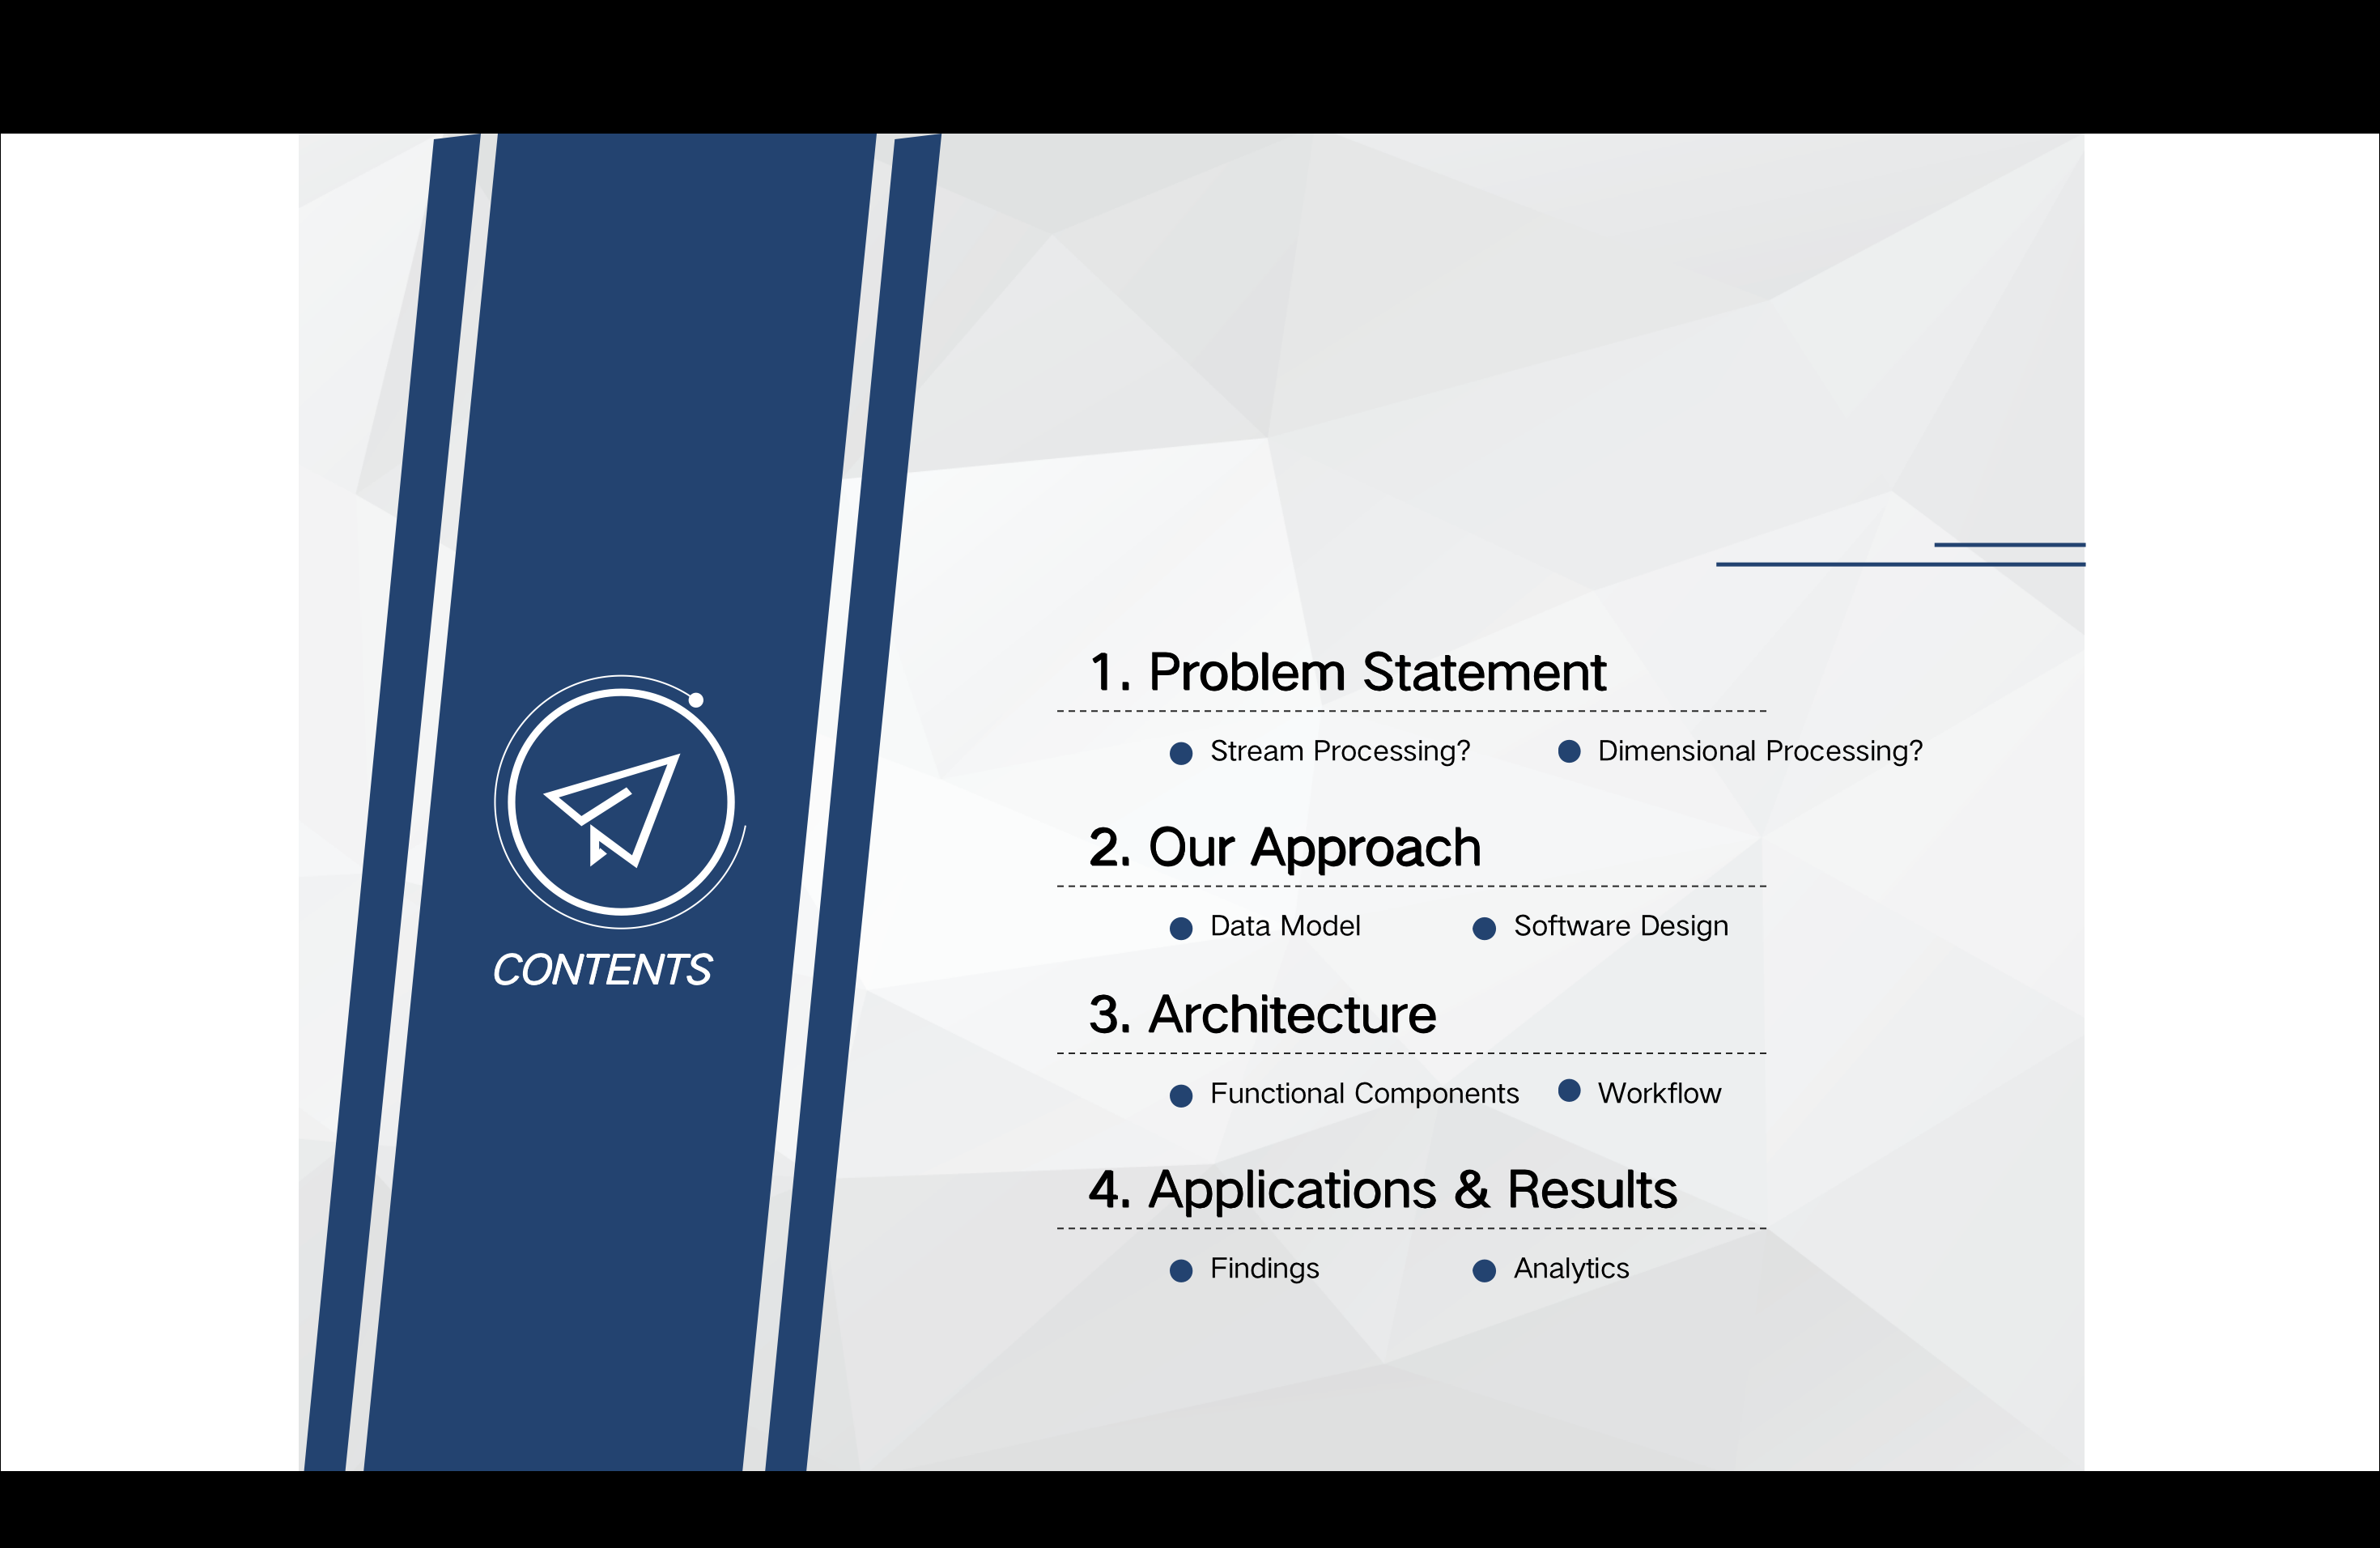 CONTENTS
1. Problem Statement
Stream Processing? Dimensional Processing?
2. Our Approach
Data Model Software Design
3. Architecture
Functional Components Workflow
4. Applications & Results
Findings Analytics